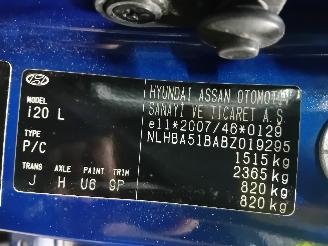 HYUNDAI ASSAN OTOMOTİ
SANAYİ VE TİCARET A.Ş.
MODEL
i20 L
e11*2007/46*0129
TYPE
NLHBA51BABZ019295
P/C
1515 kg
2365 kg
TRANS AXLE PAINT TRIM
820 kg
J H U6 9P
820 kg